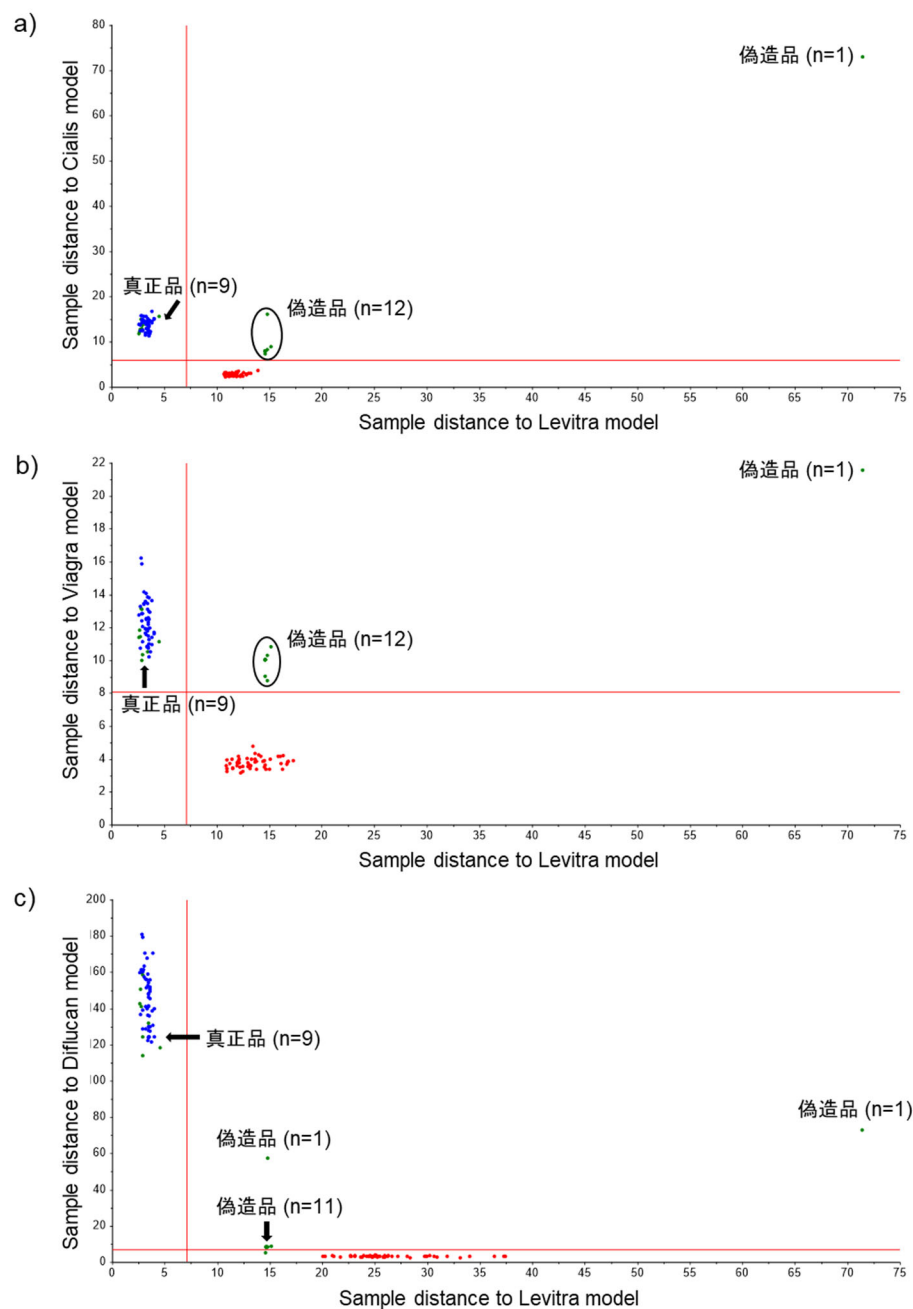 a)
Sample distance to Cialis model
80
70
60
50
40
30
20
10
0
偽造品 (n=1)
真正品 (n=9)
偽造品 (n=12)
0 5 10 15 20 25 30 35 40 45 50 55 60 65 70 75
Sample distance to Levitra model
b)
Sample distance to Viagra model
22
20
18
16
14
12
10
8
6
4
2
0
偽造品 (n=1)
偽造品 (n=12)
真正品 (n=9)
0 5 10 15 20 25 30 35 40 45 50 55 60 65 70 75
Sample distance to Levitra model
c)
Sample distance to Diflucan model
200
180
160
140
120
100
80
60
40
20
0
真正品 (n=9)
偽造品 (n=1)
偽造品 (n=1)
偽造品 (n=11)
0 5 10 15 20 25 30 35 40 45 50 55 60 65 70 75
Sample distance to Levitra model